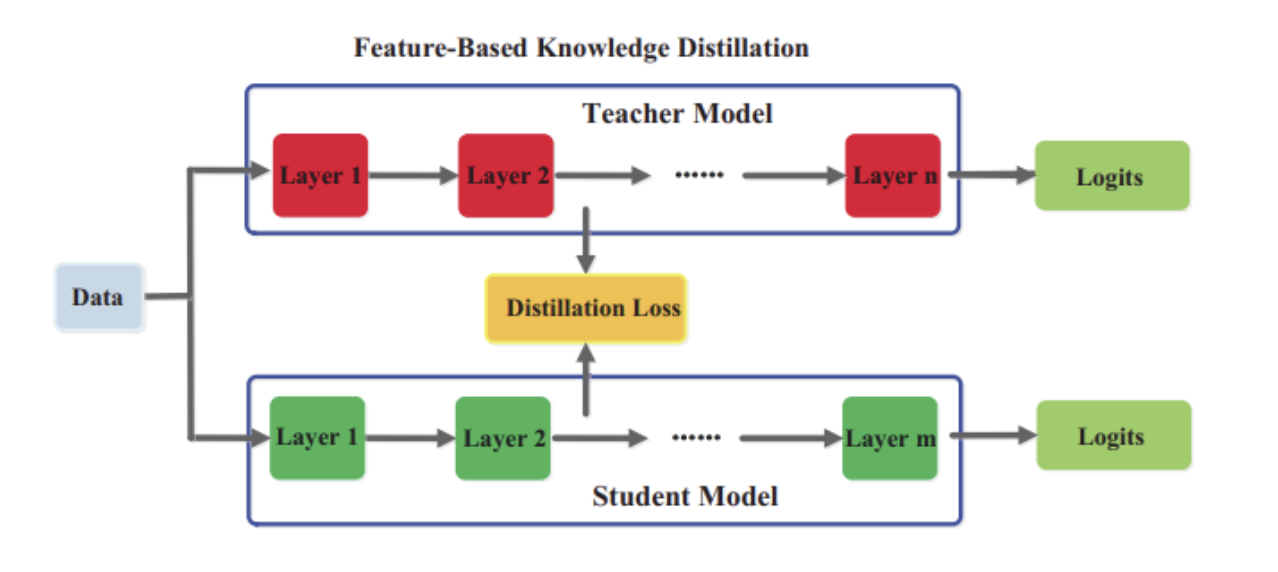 Feature-Based Knowledge Distillation
Teacher Model
Layer 1
Layer 2
......
Layer n
Logits
Data
Distillation Loss
Layer 1
Layer 2
......
Layer m
Logits
Student Model